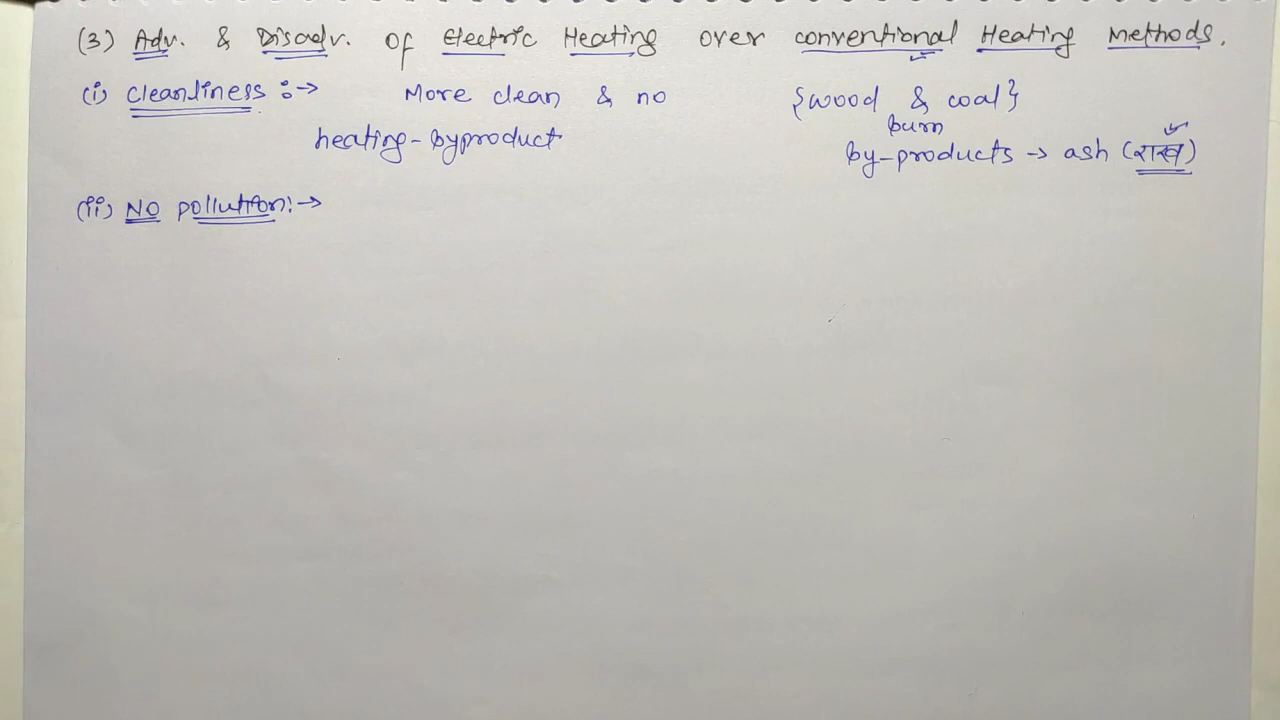 (3) Adv. & Disadv. of Electric Heating over conventional Heating Methods.
(i) Cleanliness :→ More clean & no {wood & coal}
burn
heating-byproduct by-products → ash (राख)
(ii) NO pollution:→